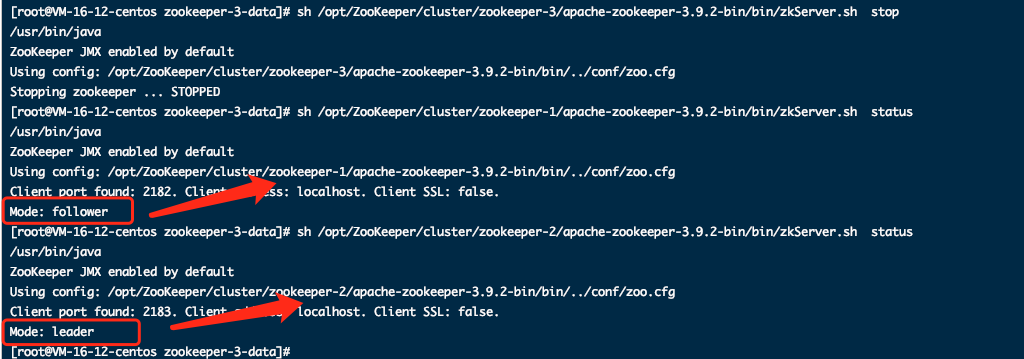 [root@VM-16-12-centos zookeeper-3-data]# sh /opt/ZooKeeper/cluster/zookeeper-3/apache-zookeeper-3.9.2-bin/bin/zkServer.sh  stop
/usr/bin/java
ZooKeeper JMX enabled by default
Using config: /opt/ZooKeeper/cluster/zookeeper-3/apache-zookeeper-3.9.2-bin/bin/../conf/zoo.cfg
Stopping zookeeper ... STOPPED
[root@VM-16-12-centos zookeeper-3-data]# sh /opt/ZooKeeper/cluster/zookeeper-1/apache-zookeeper-3.9.2-bin/bin/zkServer.sh  status
/usr/bin/java
ZooKeeper JMX enabled by default
Using config: /opt/ZooKeeper/cluster/zookeeper-1/apache-zookeeper-3.9.2-bin/bin/../conf/zoo.cfg
Client port found: 2182. Client localhost. Client SSL: false.
Mode: follower
[root@VM-16-12-centos zookeeper-3-data]# sh /opt/ZooKeeper/cluster/zookeeper-2/apache-zookeeper-3.9.2-bin/bin/zkServer.sh  status
/usr/bin/java
ZooKeeper JMX enabled by default
Using config: /opt/ZooKeeper/cluster/zookeeper-2/apache-zookeeper-3.9.2-bin/bin/../conf/zoo.cfg
Client port found: 2183. Client localhost. Client SSL: false.
Mode: leader
[root@VM-16-12-centos zookeeper-3-data]#